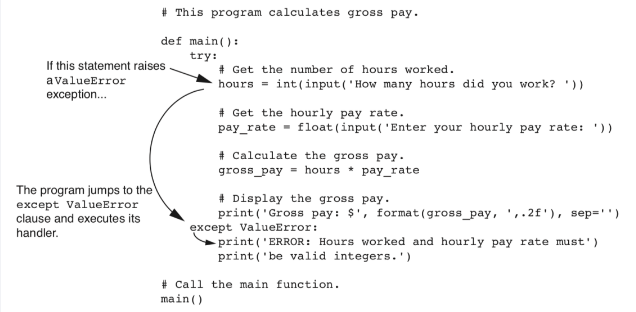 # This program calculates gross pay.
def main():
try:
If this statement raises
a ValueError
exception...
# Get the number of hours worked.
hours = int(input('How many hours did you work? '))
# Get the hourly pay rate.
pay_rate = float(input('Enter your hourly pay rate: '))
# Calculate the gross pay.
gross_pay = hours * pay_rate
The program jumps to the
except ValueError
clause and executes its
handler.
# Display the gross pay.
print('Gross pay: $', format(gross_pay, ',.2f'), sep='')
except ValueError:
print('ERROR: Hours worked and hourly pay rate must')
print('be valid integers.')
# Call the main function.
main()